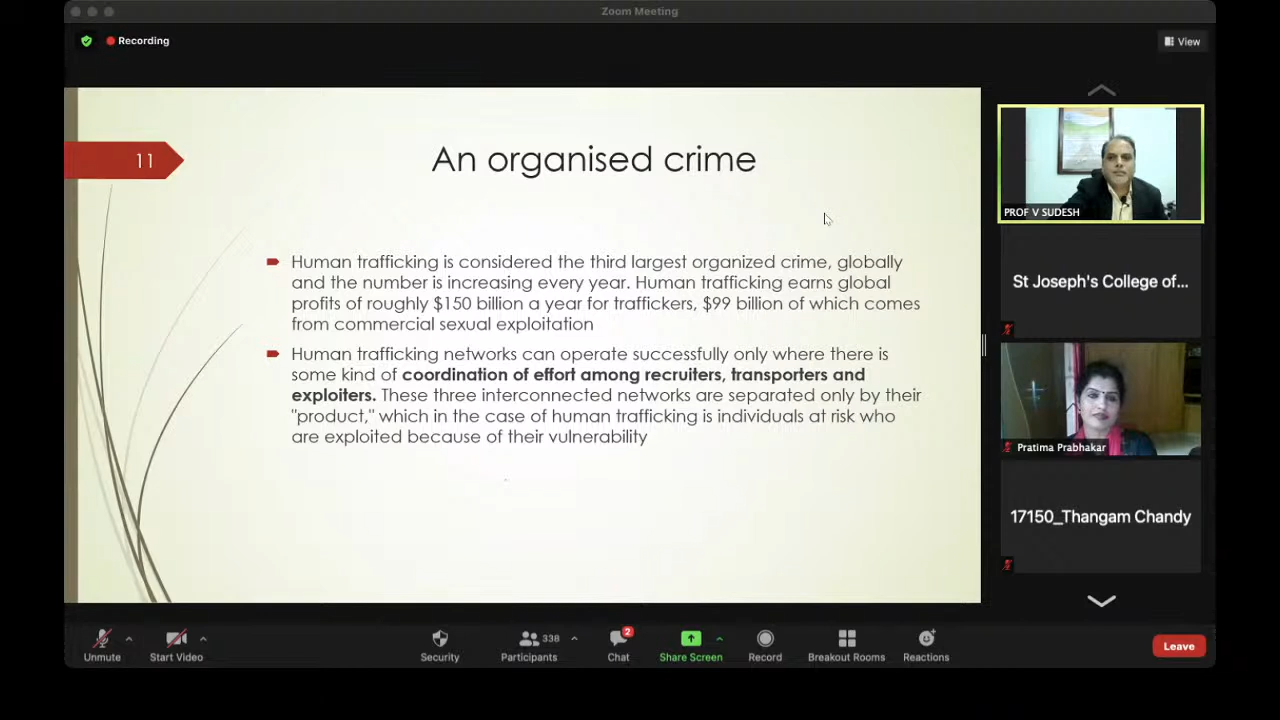 Zoom Meeting
Recording
View
11
An organised crime
Human trafficking is considered the third largest organized crime, globally
and the number is increasing every year. Human trafficking earns global
profits of roughly $150 billion a year for traffickers, $99 billion of which comes
from commercial sexual exploitation
Human trafficking networks can operate successfully only where there is
some kind of coordination of effort among recruiters, transporters and
exploiters. These three interconnected networks are separated only by their
"product," which in the case of human trafficking is individuals at risk who
are exploited because of their vulnerability
PROF V SUDESH
St Joseph's College of...
Pratima Prabhakar
17150_Thangam Chandy
Unmute
Start Video
Security
338
Participants
2
Chat
Share Screen
Record
Breakout Rooms
Reactions
Leave